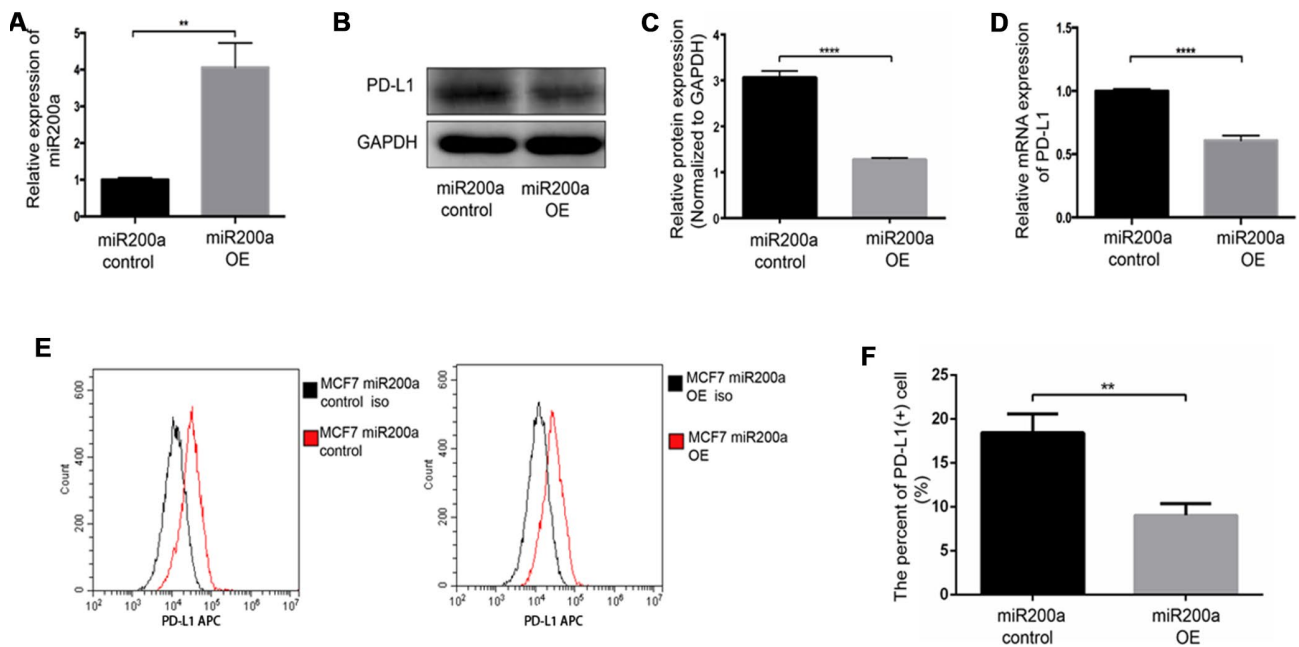 A
Relative expression of
miR200a
**
5
4
3
2
1
0
miR200a
control
miR200a
OE
B
PD-L1
GAPDH
miR200a
control
miR200a
OE
C
Relative protein expression
(Normalized to GAPDH)
****
4
3
2
1
0
miR200a
control
miR200a
OE
D
Relative mRNA expression
of PD-L1
****
1.5
1.0
0.5
0.0
miR200a
control
miR200a
OE
E
Count
600
400
200
0
10² 10³ 10⁴ 10⁵ 10⁶ 10⁷
PD-L1 APC
MCF7 miR200a
control iso
MCF7 miR200a
control
Count
600
400
200
0
10² 10³ 10⁴ 10⁵ 10⁶ 10⁷
PD-L1 APC
MCF7 miR200a
OE iso
MCF7 miR200a
OE
F
The percent of PD-L1(+) cell
(%)
**
25
20
15
10
5
0
miR200a
control
miR200a
OE